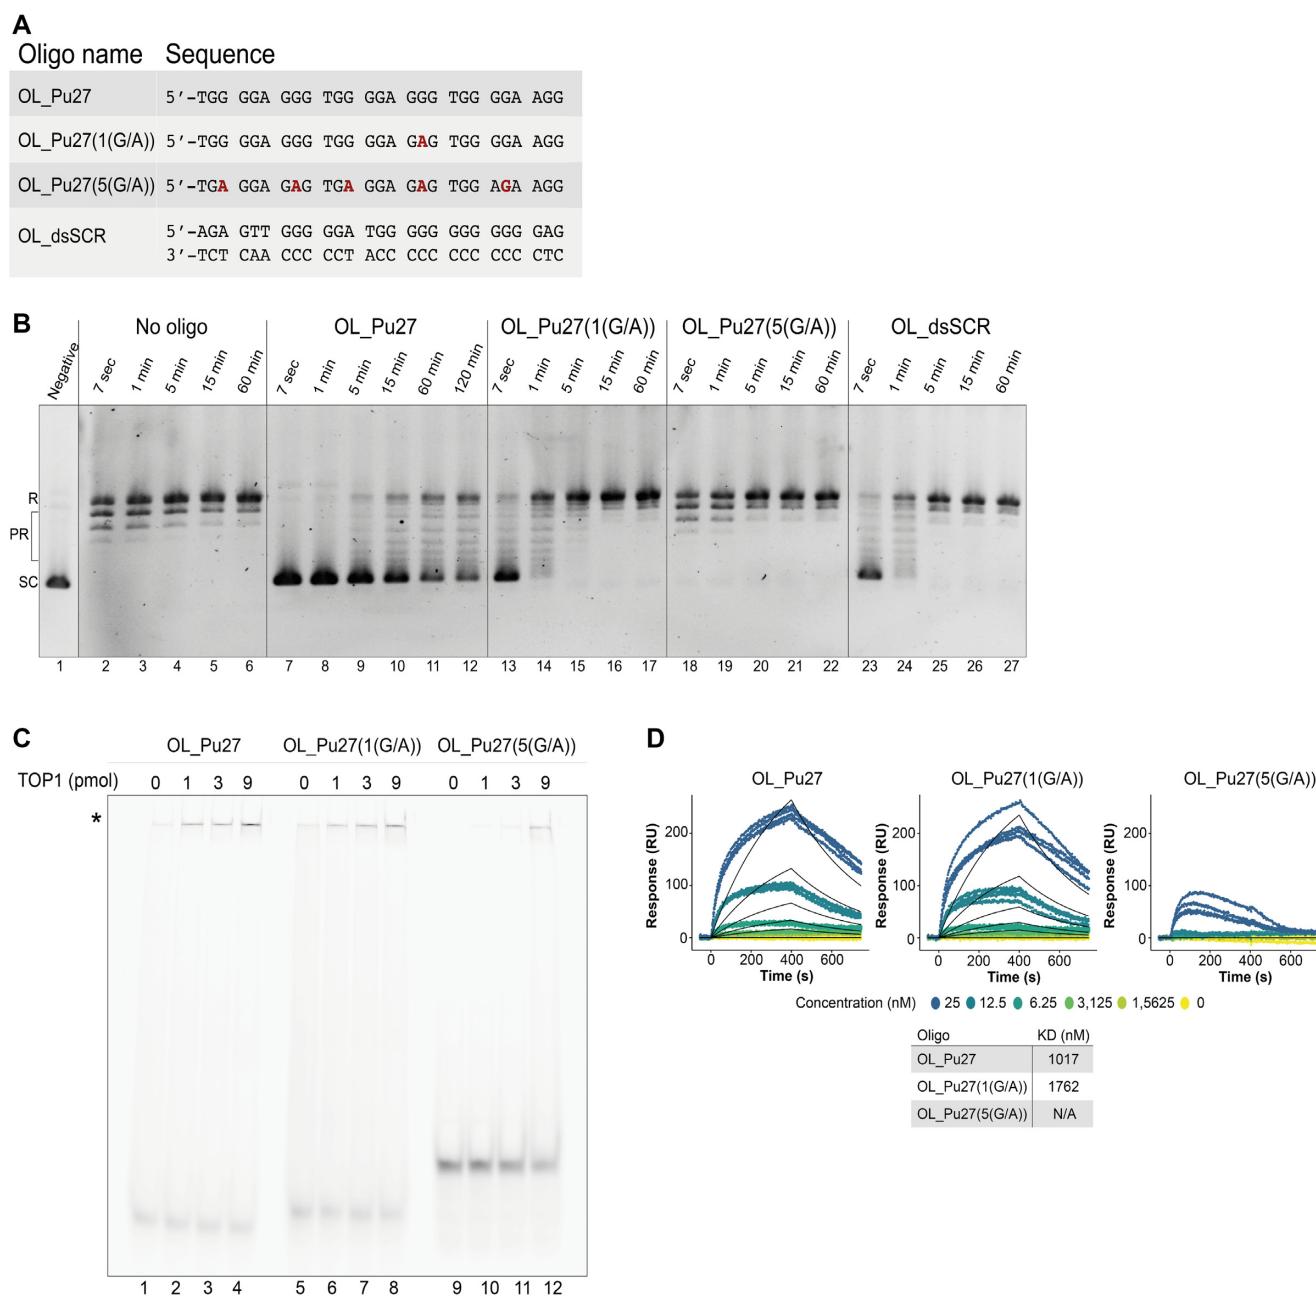 A
Oligo name Sequence
OL_Pu27 5′-TGG GGA GGG TGG GGA GGG TGG GGA AGG
OL_Pu27(1(G/A)) 5′-TGG GGA GGG TGG GGA GAG TGG GGA AGG
OL_Pu27(5(G/A)) 5′-TGA GGA GAG TGA GGA GAG TGG AGA AGG
OL_dsSCR
5′-AGA GTT GGG GGA TGG GGG GGG GGG GAG
3′-TCT CAA CCC CCT ACC CCC CCC CCC CTC
B
No oligo OL_Pu27 OL_Pu27(1(G/A)) OL_Pu27(5(G/A)) OL_dsSCR
Negative 7 sec 1 min 5 min 15 min 60 min 7 sec 1 min 5 min 15 min 60 min 120 min 7 sec 1 min 5 min 15 min 60 min 7 sec 1 min 5 min 15 min 60 min 7 sec 1 min 5 min 15 min 60 min
R
PR
SC
1 2 3 4 5 6 7 8 9 10 11 12 13 14 15 16 17 18 19 20 21 22 23 24 25 26 27
C
OL_Pu27 OL_Pu27(1(G/A)) OL_Pu27(5(G/A))
TOP1 (pmol) 0 1 3 9 0 1 3 9 0 1 3 9
*
1 2 3 4 5 6 7 8 9 10 11 12
D
OL_Pu27 OL_Pu27(1(G/A)) OL_Pu27(5(G/A))
Response (RU) Response (RU) Response (RU)
200 200 200
100 100 100
0 0 0
0 200 400 600 0 200 400 600 0 200 400 600
Time (s) Time (s) Time (s)
Concentration (nM) 25 12.5 6.25 3,125 1,5625 0
Oligo KD (nM)
OL_Pu27 1017
OL_Pu27(1(G/A)) 1762
OL_Pu27(5(G/A)) N/A